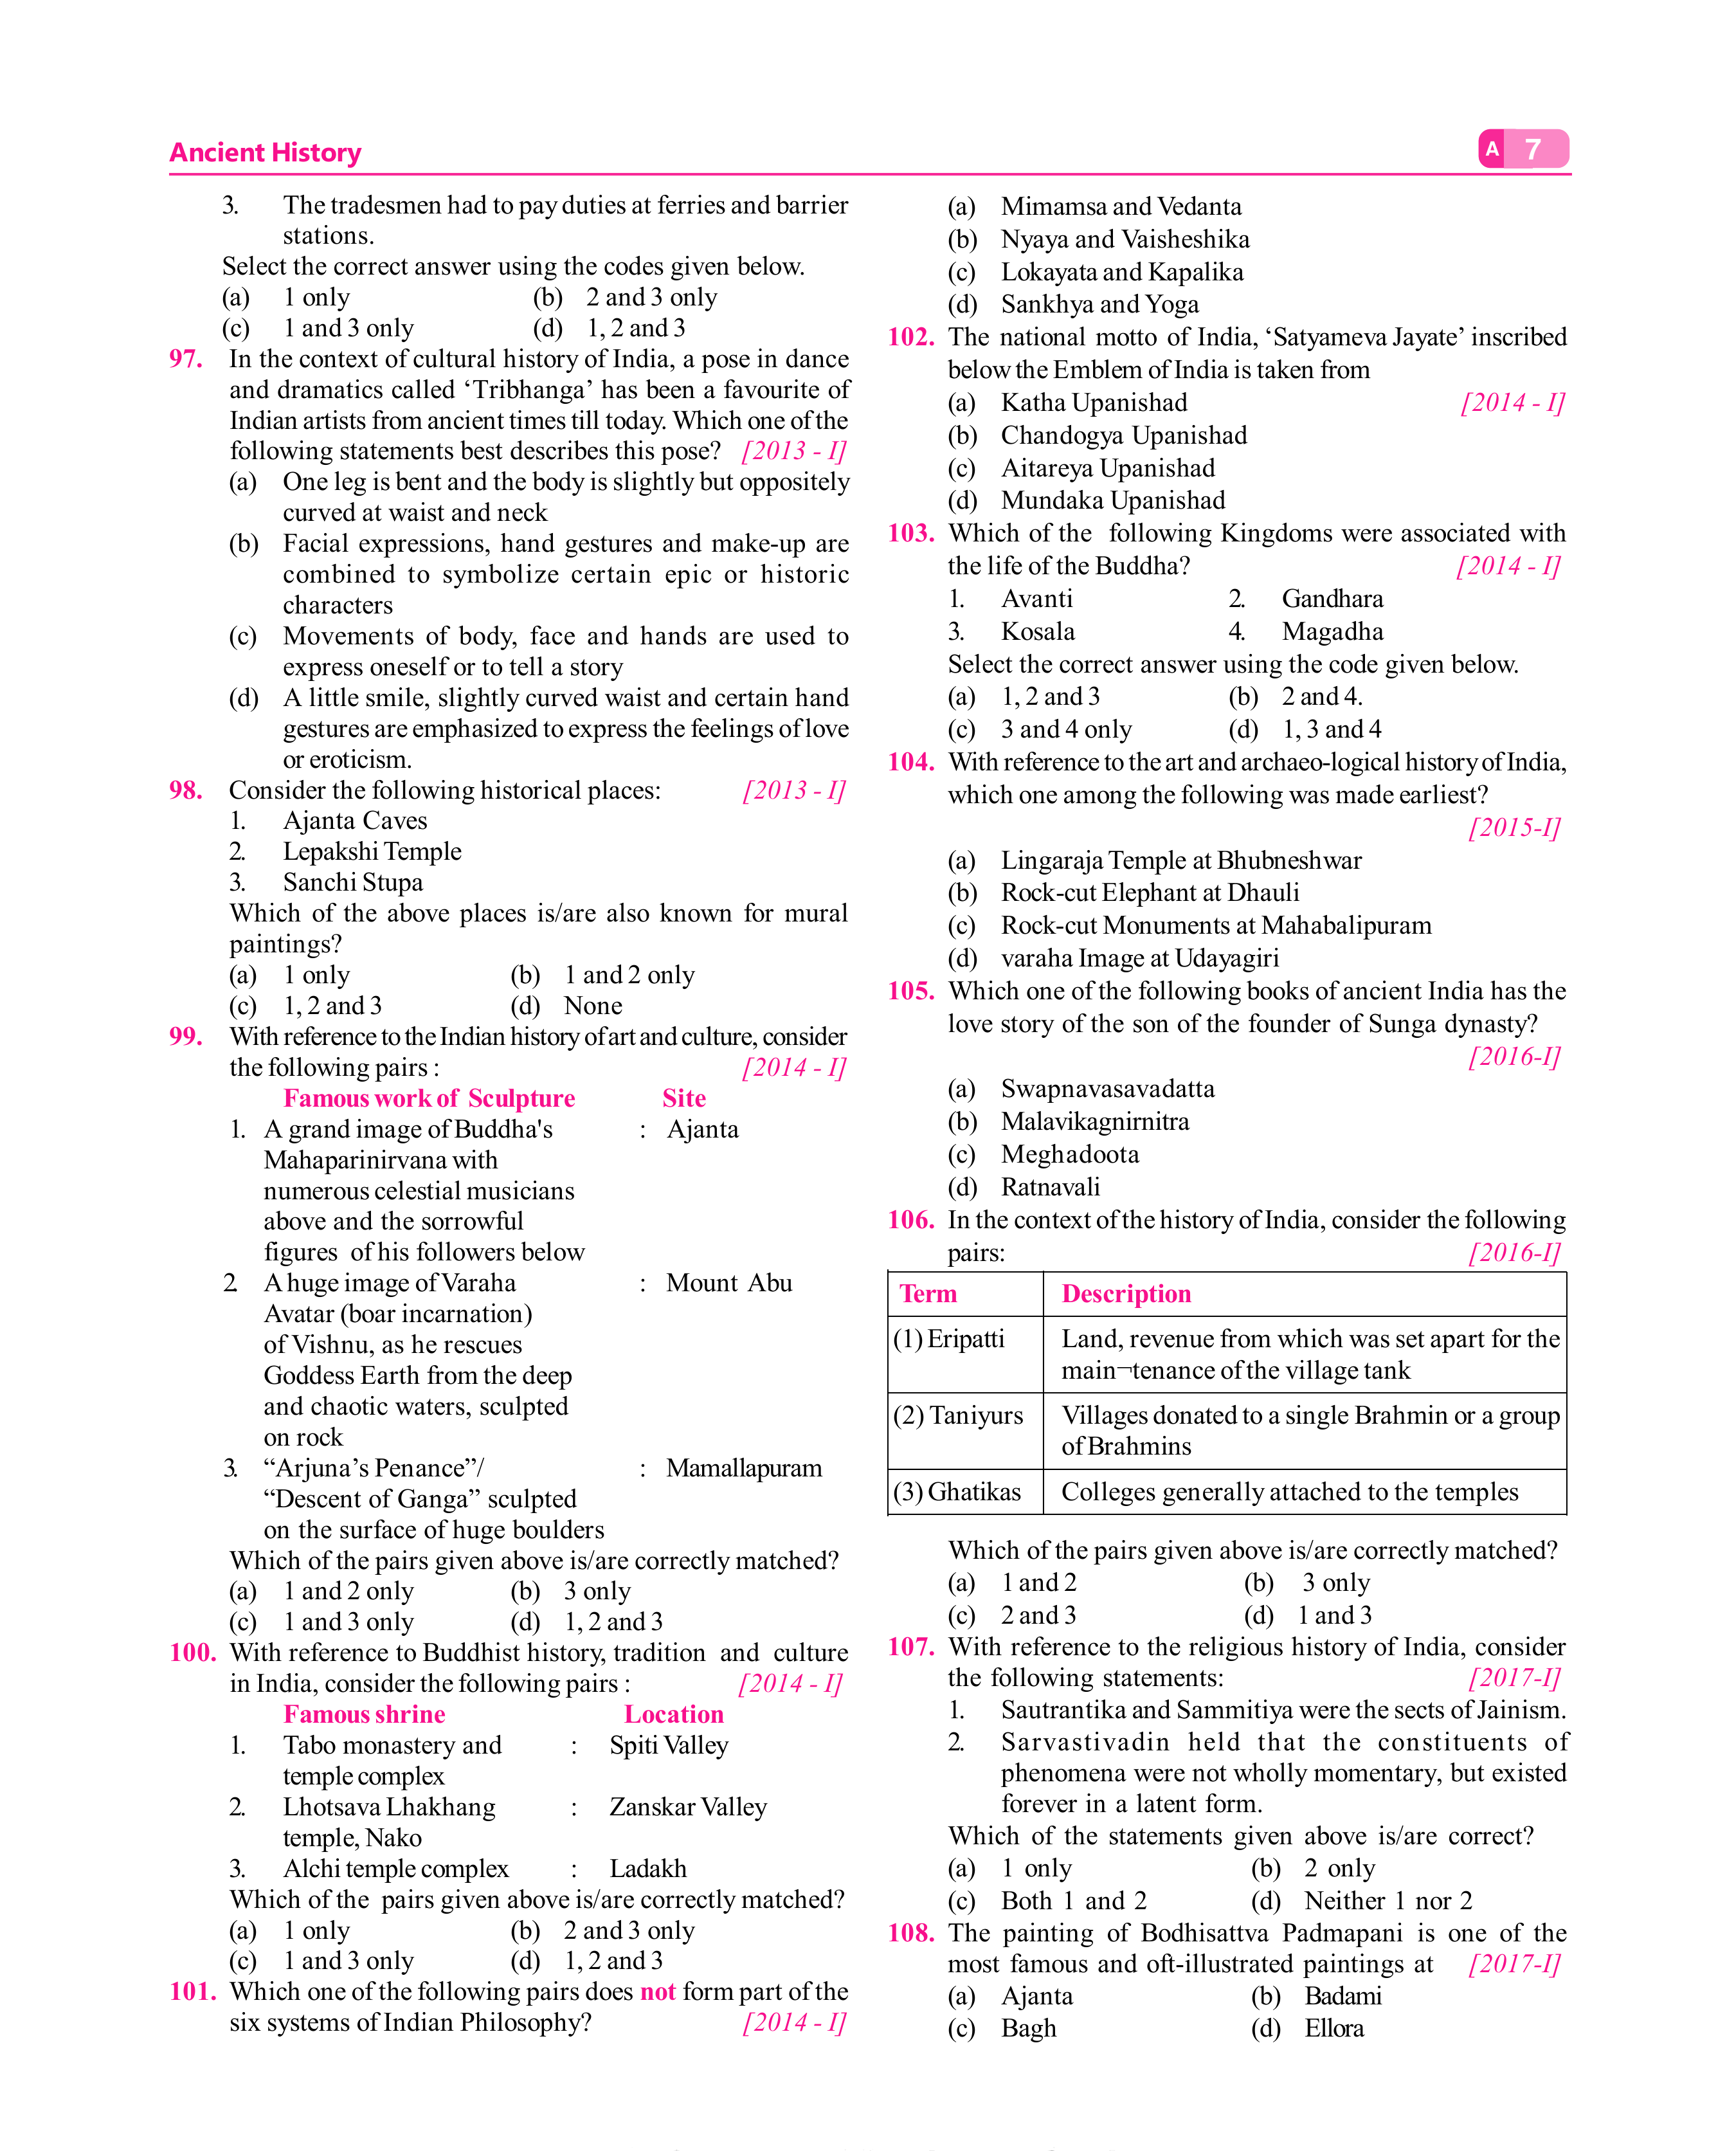 Ancient History
A 7
3. The tradesmen had to pay duties at ferries and barrier
stations.
Select the correct answer using the codes given below.
(a) 1 only (b) 2 and 3 only
(c) 1 and 3 only (d) 1, 2 and 3
97. In the context of cultural history of India, a pose in dance
and dramatics called ‘Tribhanga’ has been a favourite of
Indian artists from ancient times till today. Which one of the
following statements best describes this pose? [2013 - I]
(a) One leg is bent and the body is slightly but oppositely
curved at waist and neck
(b) Facial expressions, hand gestures and make-up are
combined to symbolize certain epic or historic
characters
(c) Movements of body, face and hands are used to
express oneself or to tell a story
(d) A little smile, slightly curved waist and certain hand
gestures are emphasized to express the feelings of love
or eroticism.
98. Consider the following historical places: [2013 - I]
1. Ajanta Caves
2. Lepakshi Temple
3. Sanchi Stupa
Which of the above places is/are also known for mural
paintings?
(a) 1 only (b) 1 and 2 only
(c) 1, 2 and 3 (d) None
99. With reference to the Indian history of art and culture, consider
the following pairs : [2014 - I]
Famous work of Sculpture Site
1. A grand image of Buddha's : Ajanta
Mahaparinirvana with
numerous celestial musicians
above and the sorrowful
figures of his followers below
2. A huge image of Varaha : Mount Abu
Avatar (boar incarnation)
of Vishnu, as he rescues
Goddess Earth from the deep
and chaotic waters, sculpted
on rock
3. “Arjuna’s Penance”/ : Mamallapuram
“Descent of Ganga” sculpted
on the surface of huge boulders
Which of the pairs given above is/are correctly matched?
(a) 1 and 2 only (b) 3 only
(c) 1 and 3 only (d) 1, 2 and 3
100. With reference to Buddhist history, tradition and culture
in India, consider the following pairs : [2014 - I]
Famous shrine Location
1. Tabo monastery and : Spiti Valley
temple complex
2. Lhotsava Lhakhang : Zanskar Valley
temple, Nako
3. Alchi temple complex : Ladakh
Which of the pairs given above is/are correctly matched?
(a) 1 only (b) 2 and 3 only
(c) 1 and 3 only (d) 1, 2 and 3
101. Which one of the following pairs does not form part of the
six systems of Indian Philosophy? [2014 - I]
(a) Mimamsa and Vedanta
(b) Nyaya and Vaisheshika
(c) Lokayata and Kapalika
(d) Sankhya and Yoga
102. The national motto of India, ‘Satyameva Jayate’ inscribed
below the Emblem of India is taken from
(a) Katha Upanishad [2014 - I]
(b) Chandogya Upanishad
(c) Aitareya Upanishad
(d) Mundaka Upanishad
103. Which of the following Kingdoms were associated with
the life of the Buddha? [2014 - I]
1. Avanti 2. Gandhara
3. Kosala 4. Magadha
Select the correct answer using the code given below.
(a) 1, 2 and 3 (b) 2 and 4.
(c) 3 and 4 only (d) 1, 3 and 4
104. With reference to the art and archaeo-logical history of India,
which one among the following was made earliest?
[2015-I]
(a) Lingaraja Temple at Bhubneshwar
(b) Rock-cut Elephant at Dhauli
(c) Rock-cut Monuments at Mahabalipuram
(d) varaha Image at Udayagiri
105. Which one of the following books of ancient India has the
love story of the son of the founder of Sunga dynasty?
[2016-I]
(a) Swapnavasavadatta
(b) Malavikagnirnitra
(c) Meghadoota
(d) Ratnavali
106. In the context of the history of India, consider the following
pairs: [2016-I]
Term Description
(1) Eripatti Land, revenue from which was set apart for the
main¬tenance of the village tank
(2) Taniyurs Villages donated to a single Brahmin or a group
of Brahmins
(3) Ghatikas Colleges generally attached to the temples
Which of the pairs given above is/are correctly matched?
(a) 1 and 2 (b) 3 only
(c) 2 and 3 (d) 1 and 3
107. With reference to the religious history of India, consider
the following statements: [2017-I]
1. Sautrantika and Sammitiya were the sects of Jainism.
2. Sarvastivadin held that the constituents of
phenomena were not wholly momentary, but existed
forever in a latent form.
Which of the statements given above is/are correct?
(a) 1 only (b) 2 only
(c) Both 1 and 2 (d) Neither 1 nor 2
108. The painting of Bodhisattva Padmapani is one of the
most famous and oft-illustrated paintings at [2017-I]
(a) Ajanta (b) Badami
(c) Bagh (d) Ellora